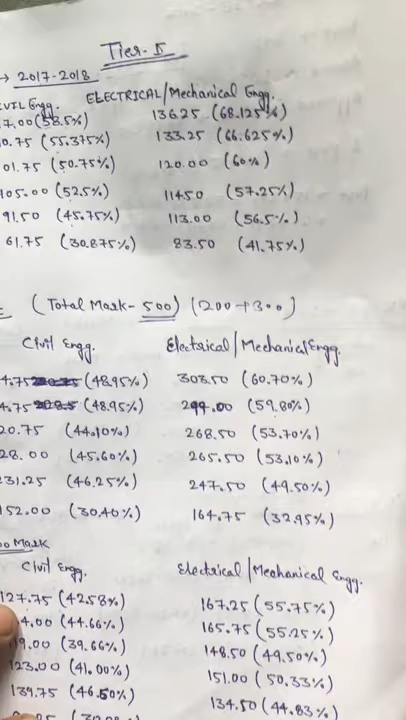 Tier-I
→ 2017-2018
CIVIL Engg. ELECTRICAL/Mechanical Engg.
7.00 (58.5%) 136.25 (68.125%)
0.75 (55.375%) 133.25 (66.625%)
01.75 (50.75%) 120.00 (60%)
105.00 (52.5%) 114.50 (57.25%)
91.50 (45.75%) 113.00 (56.5%)
61.75 (30.875%) 83.50 (41.75%)
(Total Mark- 500) (200+300)
Civil Engg. Electrical/Mechanical Engg.
4.75 (48.95%) 303.50 (60.70%)
4.75 (48.95%) 299.00 (59.80%)
20.75 (44.10%) 268.50 (53.70%)
28.00 (45.60%) 265.50 (53.10%)
231.25 (46.25%) 247.50 (49.50%)
152.00 (30.40%) 164.75 (32.95%)
00 Mark
Civil Engg. Electrical/Mechanical Engg.
127.75 (42.58%) 167.25 (55.75%)
4.00 (44.66%) 165.75 (55.25%)
19.00 (39.66%) 148.50 (49.50%)
123.00 (41.00%) 151.00 (50.33%)
139.75 (46.50%) 134.50 (44.83%)